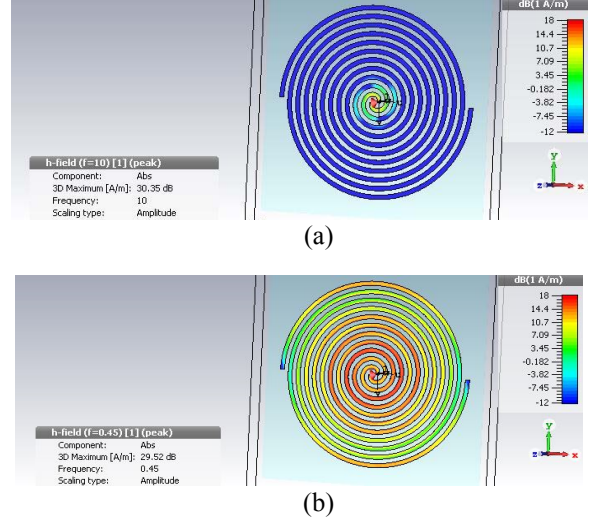 dB(1 A/m)
18
14.4
10.7
7.09
3.45
-0.182
-3.82
-7.45
-12
y
z x
h-field (f=10) [1] (peak)
Component: Abs
3D Maximum [A/m]: 30.35 dB
Frequency: 10
Scaling type: Amplitude
(a)
dB(1 A/m)
18
14.4
10.7
7.09
3.45
-0.182
-3.82
-7.45
-12
y
z x
h-field (f=0.45) [1] (peak)
Component: Abs
3D Maximum [A/m]: 29.52 dB
Frequency: 0.45
Scaling type: Amplitude
(b)